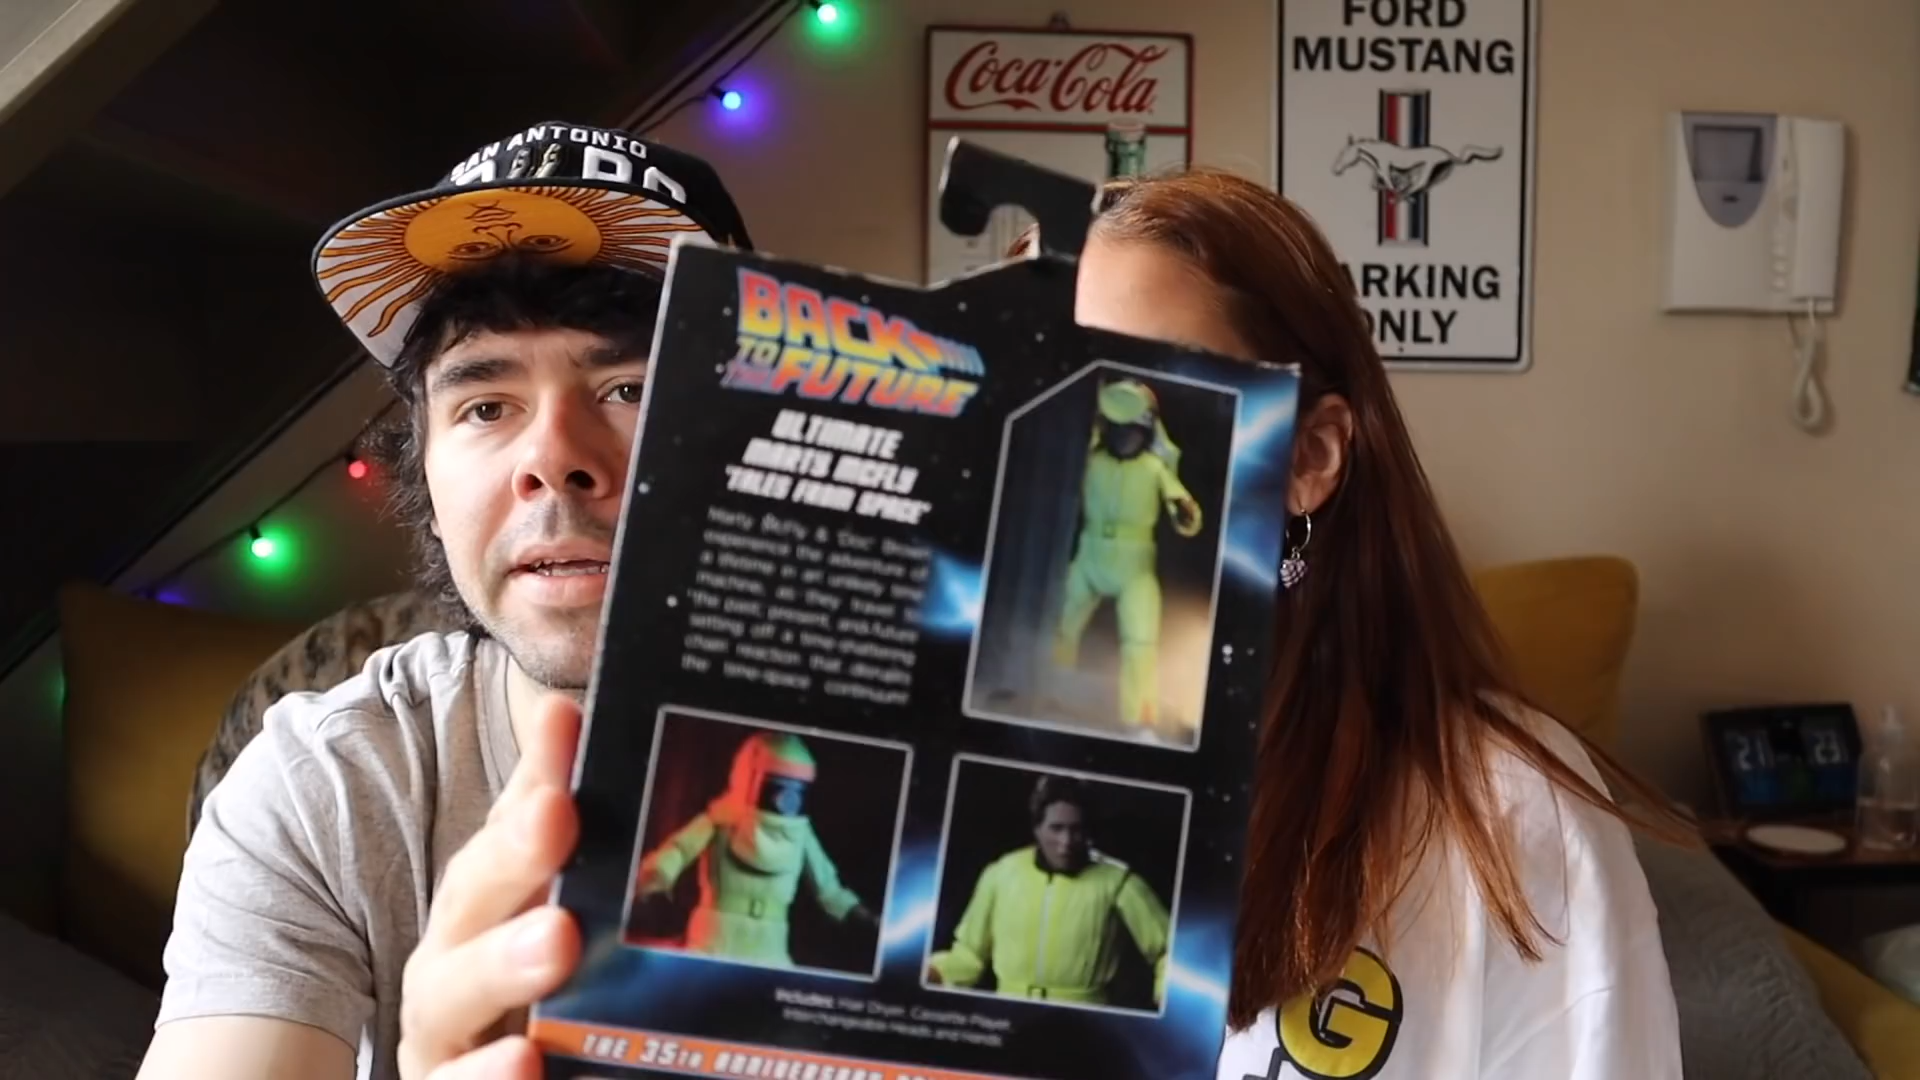 SAN ANTONIO
Coca-Cola
FORD
MUSTANG
ARKING
ONLY
BACK
TO
THE FUTURE
ULTIMATE
MARTY MCFLY
"TALES FROM SPACE"
Marty McFly & "Doc" Brown
experience the adventure of
a lifetime in an unlikely time
machine, as they travel to
"the past, present, and future
setting off a time-shattering
chain reaction that disrupts
the time-space continuum!
Includes: Hair Dryer, Cassette Player,
Interchangeable Heads and Hands
THE 35TH ANNIVERSARY
21 23
G